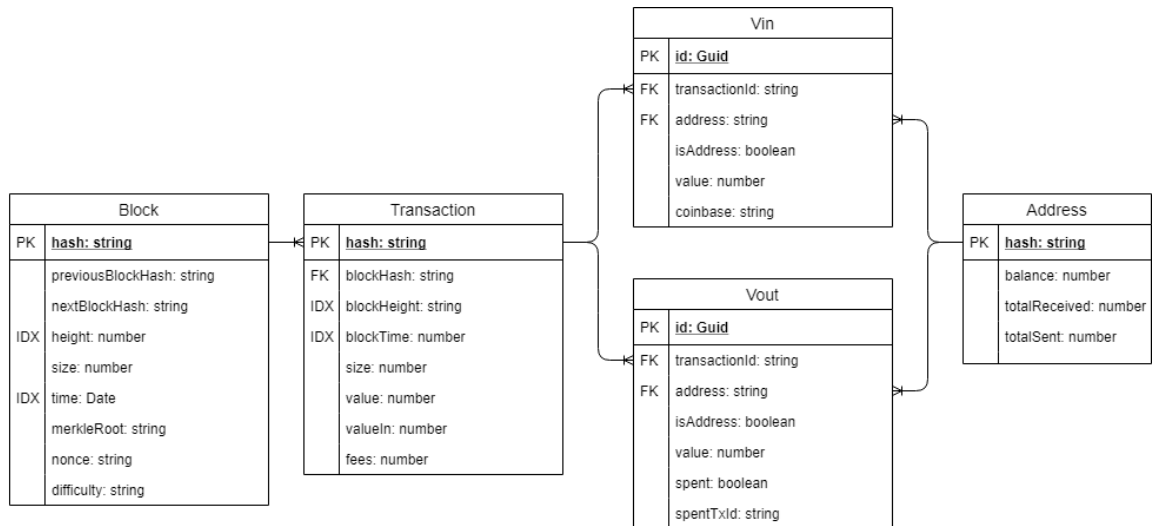 Block
PK hash: string
previousBlockHash: string
nextBlockHash: string
IDX height: number
size: number
IDX time: Date
merkleRoot: string
nonce: string
difficulty: string
Transaction
PK hash: string
FK blockHash: string
IDX blockHeight: string
IDX blockTime: number
size: number
value: number
valueIn: number
fees: number
Vin
PK id: Guid
FK transactionId: string
FK address: string
isAddress: boolean
value: number
coinbase: string
Vout
PK id: Guid
FK transactionId: string
FK address: string
isAddress: boolean
value: number
spent: boolean
spentTxId: string
Address
PK hash: string
balance: number
totalReceived: number
totalSent: number